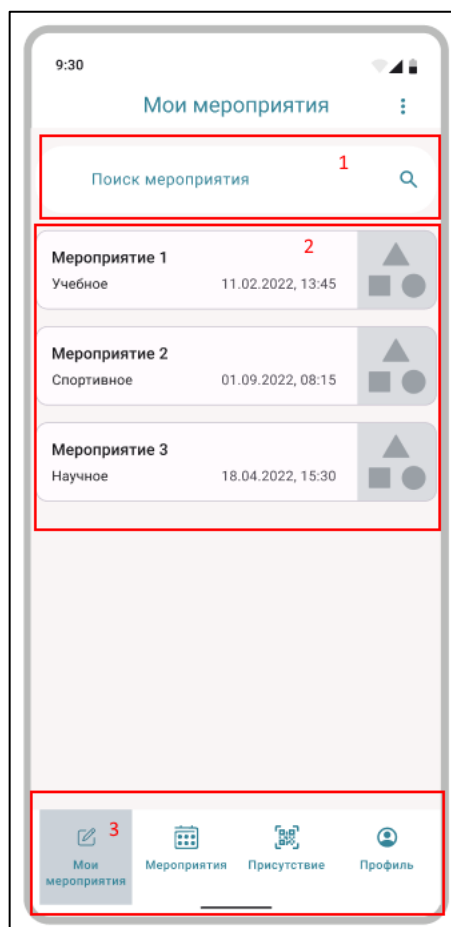 9:30
Мои мероприятия
Поиск мероприятия
1
2
Мероприятие 1
Учебное 11.02.2022, 13:45
Мероприятие 2
Спортивное 01.09.2022, 08:15
Мероприятие 3
Научное 18.04.2022, 15:30
3
Мои мероприятия
Мероприятия
Присутствие
Профиль